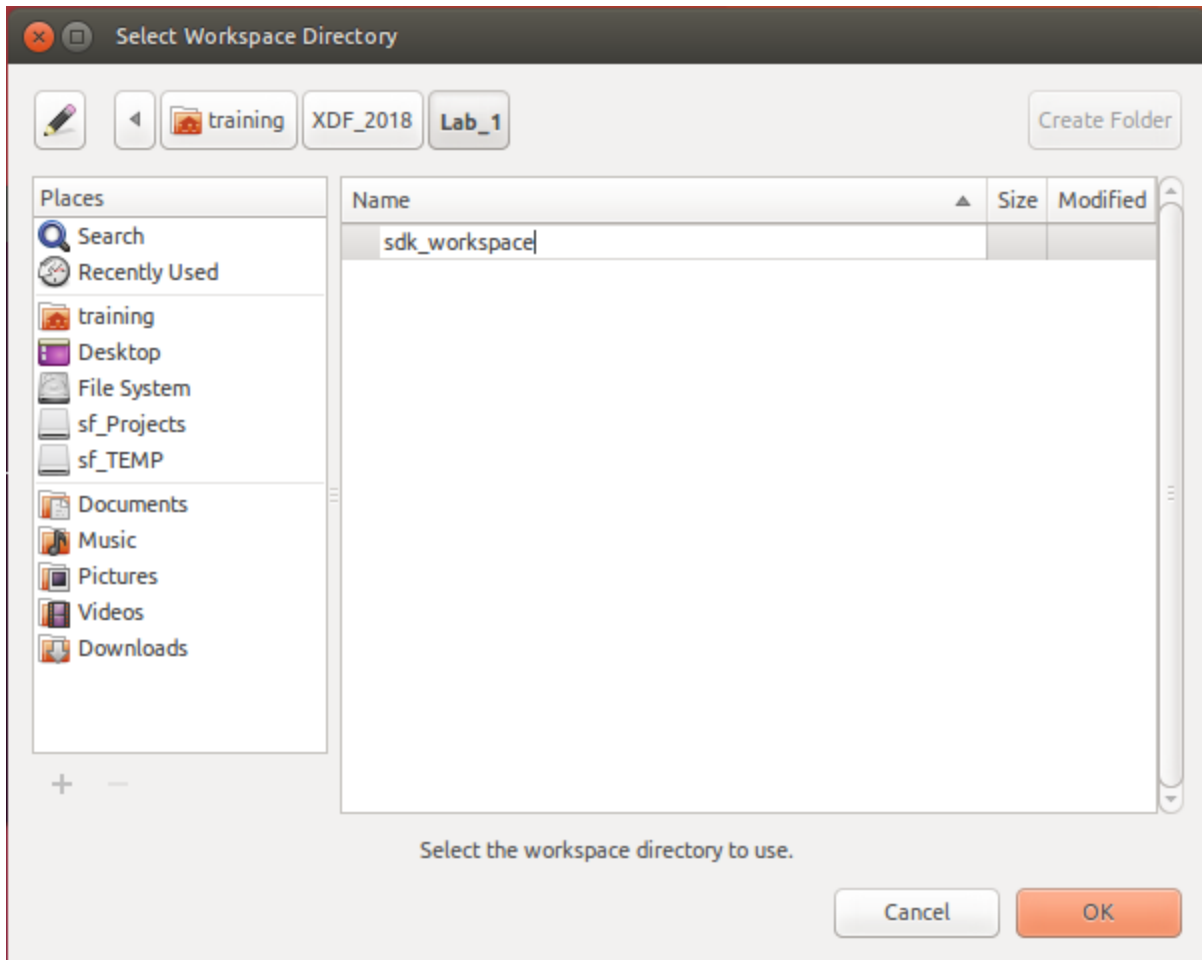 Select Workspace Directory
training XDF_2018 Lab_1 Create Folder
Places
Search
Recently Used
training
Desktop
File System
sf_Projects
sf_TEMP
Documents
Music
Pictures
Videos
Downloads
Name Size Modified
sdk_workspace
Select the workspace directory to use.
Cancel OK